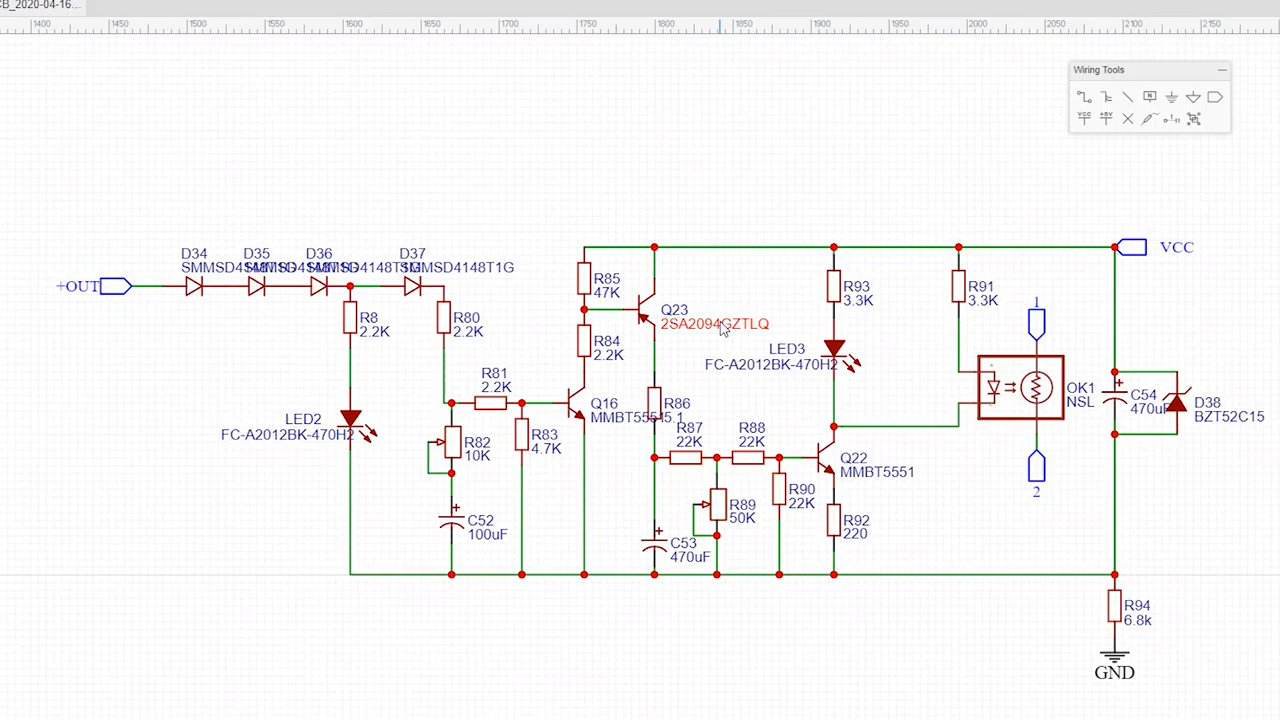 CB_2020-04-16...
1400 1450 1500 1550 1600 1650 1700 1750 1800 1850 1900 1950 2000 2050 2100 2150
Wiring Tools
VCC +5V
+OUT
D34
D35
D36
D37
SMMSD4148T1G
R8
2.2K
LED2
FC-A2012BK-470H2
R80
2.2K
R81
2.2K
R82
10K
C52
100uF
R83
4.7K
R85
47K
R84
2.2K
Q16
Q23
2SA2094GZTLQ
R86
R87
22K
R88
22K
R89
50K
C53
470uF
R90
22K
R93
3.3K
LED3
FC-A2012BK-470H2
Q22
MMBT5551
R92
220
R91
3.3K
1
OK1
NSL
2
VCC
C54
470uF
D38
BZT52C15
R94
6.8k
GND